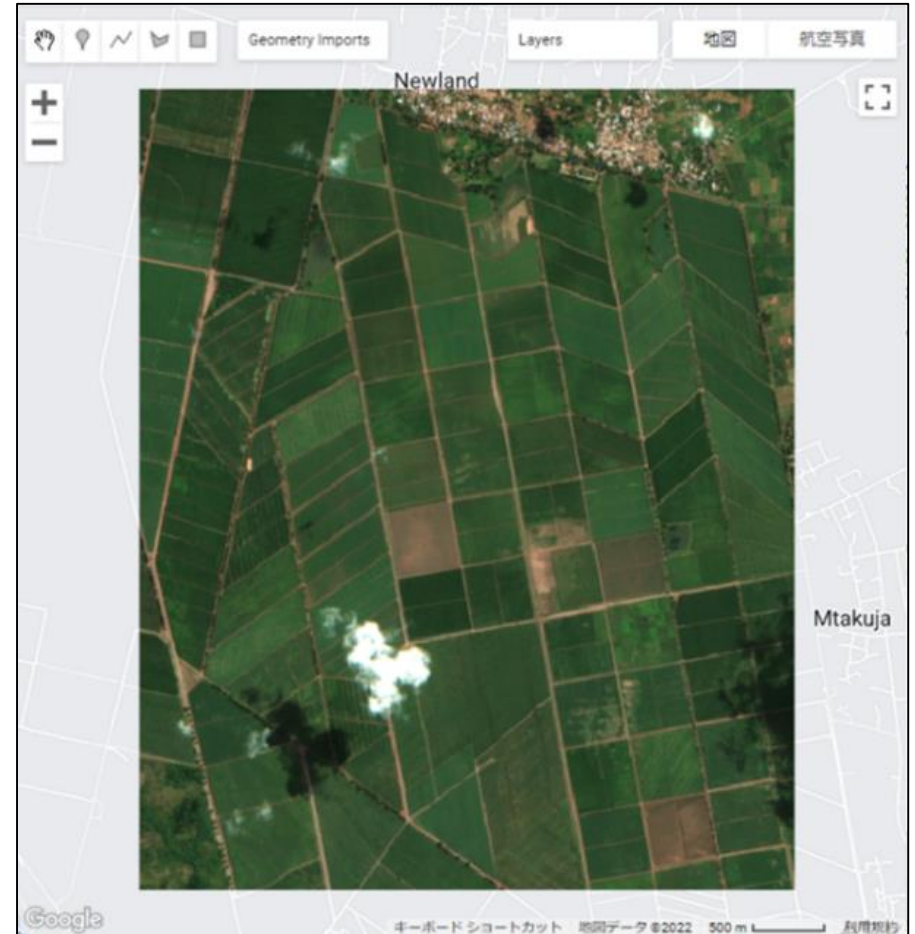 Geometry Imports
Layers
地図
航空写真
Newland
Mtakuja
Google
キーボード ショートカット
地図データ ©2022
500 m
利用規約